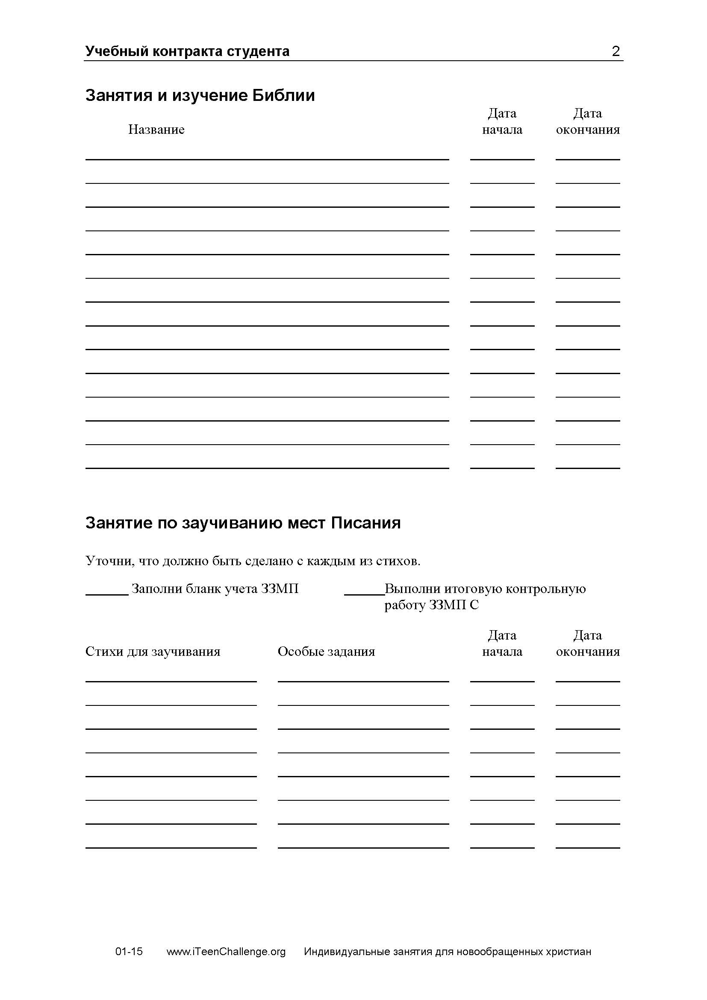 Учебный контракта студента 2
Занятия и изучение Библии
Дата Дата
Название начала окончания
Занятие по заучиванию мест Писания
Уточни, что должно быть сделано с каждым из стихов.
Заполни бланк учета ЗЗМП Выполни итоговую контрольную
работу ЗЗМП С
Дата Дата
Стихи для заучивания Особые задания начала окончания
01-15 www.iTeenChallenge.org Индивидуальные занятия для новообращенных христиан